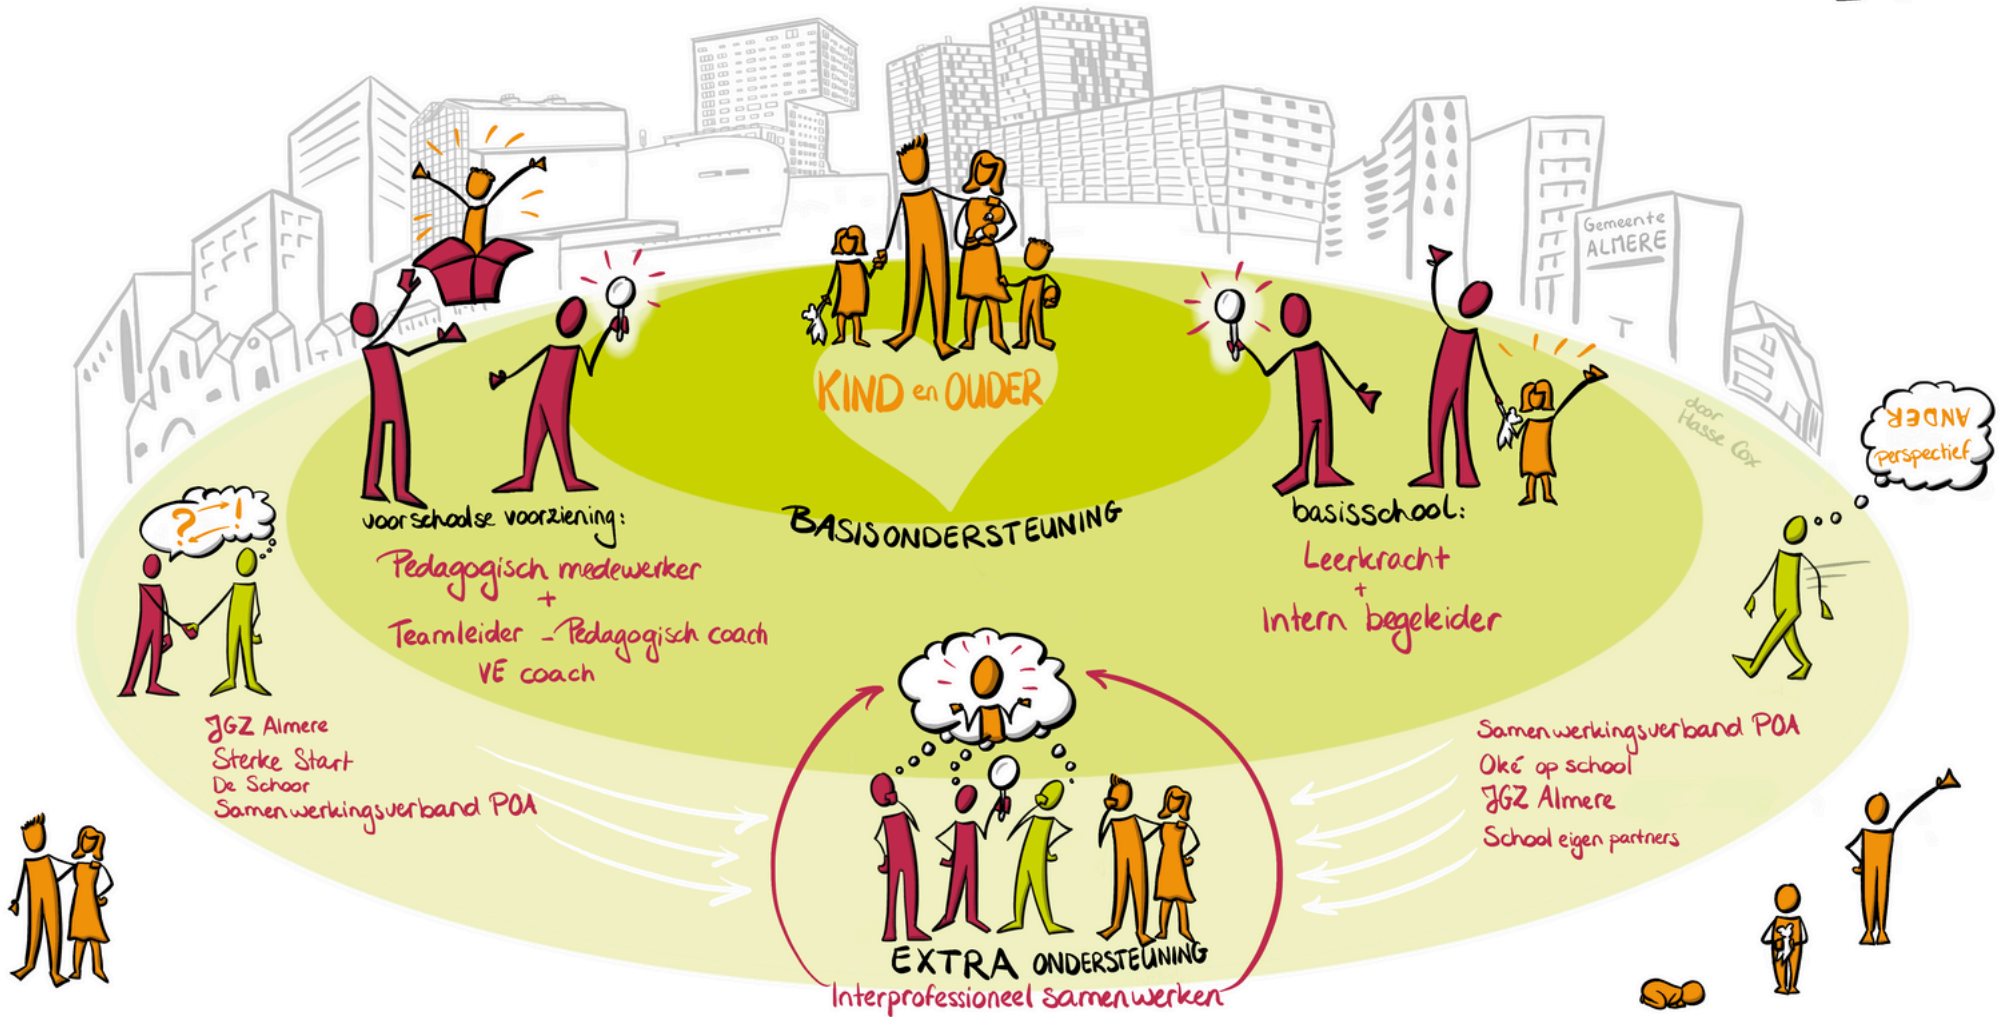 Gemeente
ALMERE
KIND en OUDER
door
Hasse Cox
ANDER
perspectief
? !
voorschoolse voorziening:
Pedagogisch medewerker
+
Teamleider - Pedagogisch coach
VE coach
BASISONDERSTEUNING
basisschool:
Leerkracht
+
Intern begeleider
JGZ Almere
Sterke Start
De Schoor
Samenwerkingsverband POA
Samenwerkingsverband POA
Oké op school
JGZ Almere
School eigen partners
EXTRA ONDERSTEUNING
Interprofessioneel samenwerken